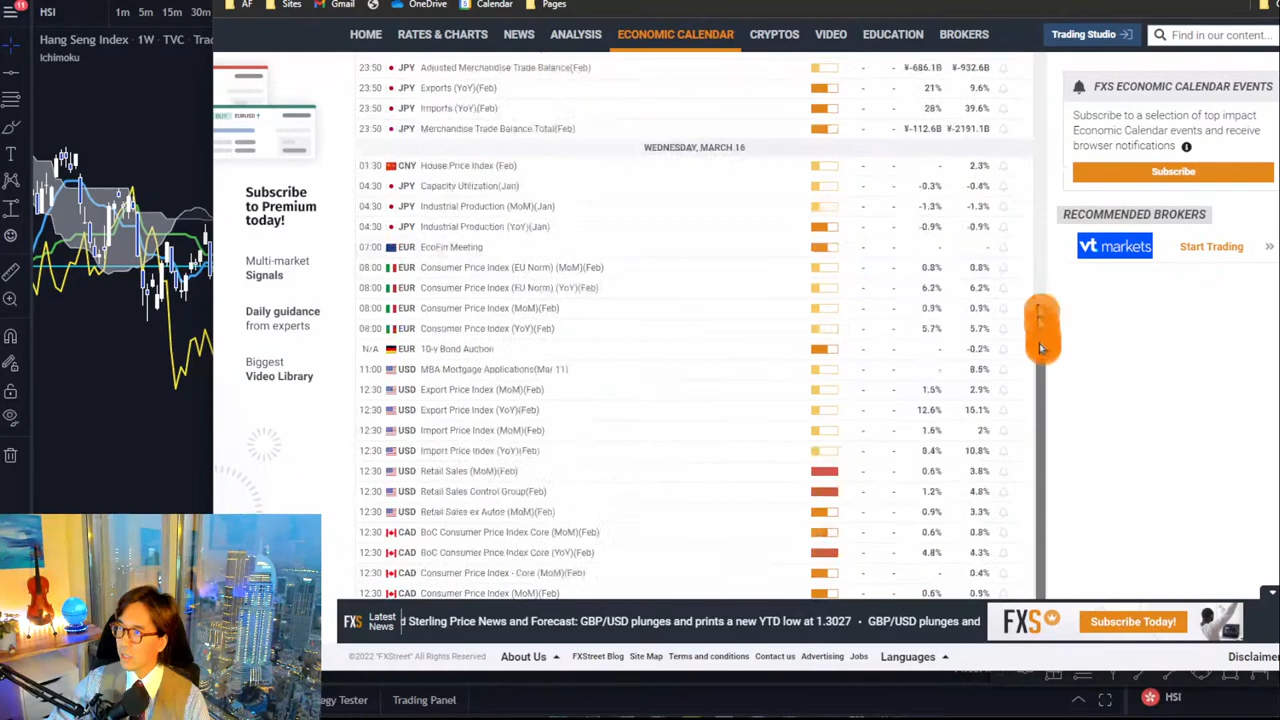 AF Sites Gmail OneDrive Calendar Pages
11
HSI 1m 5m 15m 30m
Hang Seng Index · 1W · TVC
Ichimoku
HOME RATES & CHARTS NEWS ANALYSIS ECONOMIC CALENDAR CRYPTOS VIDEO EDUCATION BROKERS
Trading Studio Find in our content...
23:50 JPY Adjusted Merchandise Trade Balance(Feb) - - ¥-686.1B ¥-932.6B
23:50 JPY Exports (YoY)(Feb) - - 21% 9.6%
23:50 JPY Imports (YoY)(Feb) - - 28% 39.6%
23:50 JPY Merchandise Trade Balance Total(Feb) - - ¥-112.6B ¥-2191.1B
WEDNESDAY, MARCH 16
01:30 CNY House Price Index (Feb) - - - 2.3%
04:30 JPY Capacity Utilization(Jan) - - -0.3% -0.4%
04:30 JPY Industrial Production (MoM)(Jan) - - -1.3% -1.3%
04:30 JPY Industrial Production (YoY)(Jan) - - -0.9% -0.9%
07:00 EUR EcoFin Meeting - - - -
08:00 EUR Consumer Price Index (EU Norm) (MoM)(Feb) - - 0.8% 0.8%
08:00 EUR Consumer Price Index (EU Norm) (YoY)(Feb) - - 6.2% 6.2%
08:00 EUR Consumer Price Index (MoM)(Feb) - - 0.9% 0.9%
08:00 EUR Consumer Price Index (YoY)(Feb) - - 5.7% 5.7%
N/A EUR 10-y Bond Auction - - - -0.2%
11:00 USD MBA Mortgage Applications(Mar 11) - - - 8.5%
12:30 USD Export Price Index (MoM)(Feb) - - 1.5% 2.9%
12:30 USD Export Price Index (YoY)(Feb) - - 12.6% 15.1%
12:30 USD Import Price Index (MoM)(Feb) - - 1.6% 2%
12:30 USD Import Price Index (YoY)(Feb) - - 8.4% 10.8%
12:30 USD Retail Sales (MoM)(Feb) - - 0.6% 3.8%
12:30 USD Retail Sales Control Group(Feb) - - 1.2% 4.8%
12:30 USD Retail Sales ex Autos (MoM)(Feb) - - 0.9% 3.3%
12:30 CAD BoC Consumer Price Index Core (MoM)(Feb) - - 0.6% 0.8%
12:30 CAD BoC Consumer Price Index Core (YoY)(Feb) - - 4.8% 4.3%
12:30 CAD Consumer Price Index - Core (MoM)(Feb) - - - 0.4%
12:30 CAD Consumer Price Index (MoM)(Feb) - - 0.6% 0.9%
BUY EURUSD
Subscribe
to Premium
today!
Multi-market
Signals
Daily guidance
from experts
Biggest
Video Library
FXS ECONOMIC CALENDAR EVENTS
Subscribe to a selection of top impact
Economic Calendar events and receive
browser notifications
Subscribe
RECOMMENDED BROKERS
vt markets Start Trading
FXS Latest
News
Sterling Price News and Forecast: GBP/USD plunges and prints a new YTD low at 1.3027 · GBP/USD plunges and
FXS Subscribe Today!
©2022 "FXStreet" All Rights Reserved About Us FXStreet Blog Site Map Terms and conditions Contact us Advertising Jobs Languages Disclaimer
Tester Trading Panel HSI